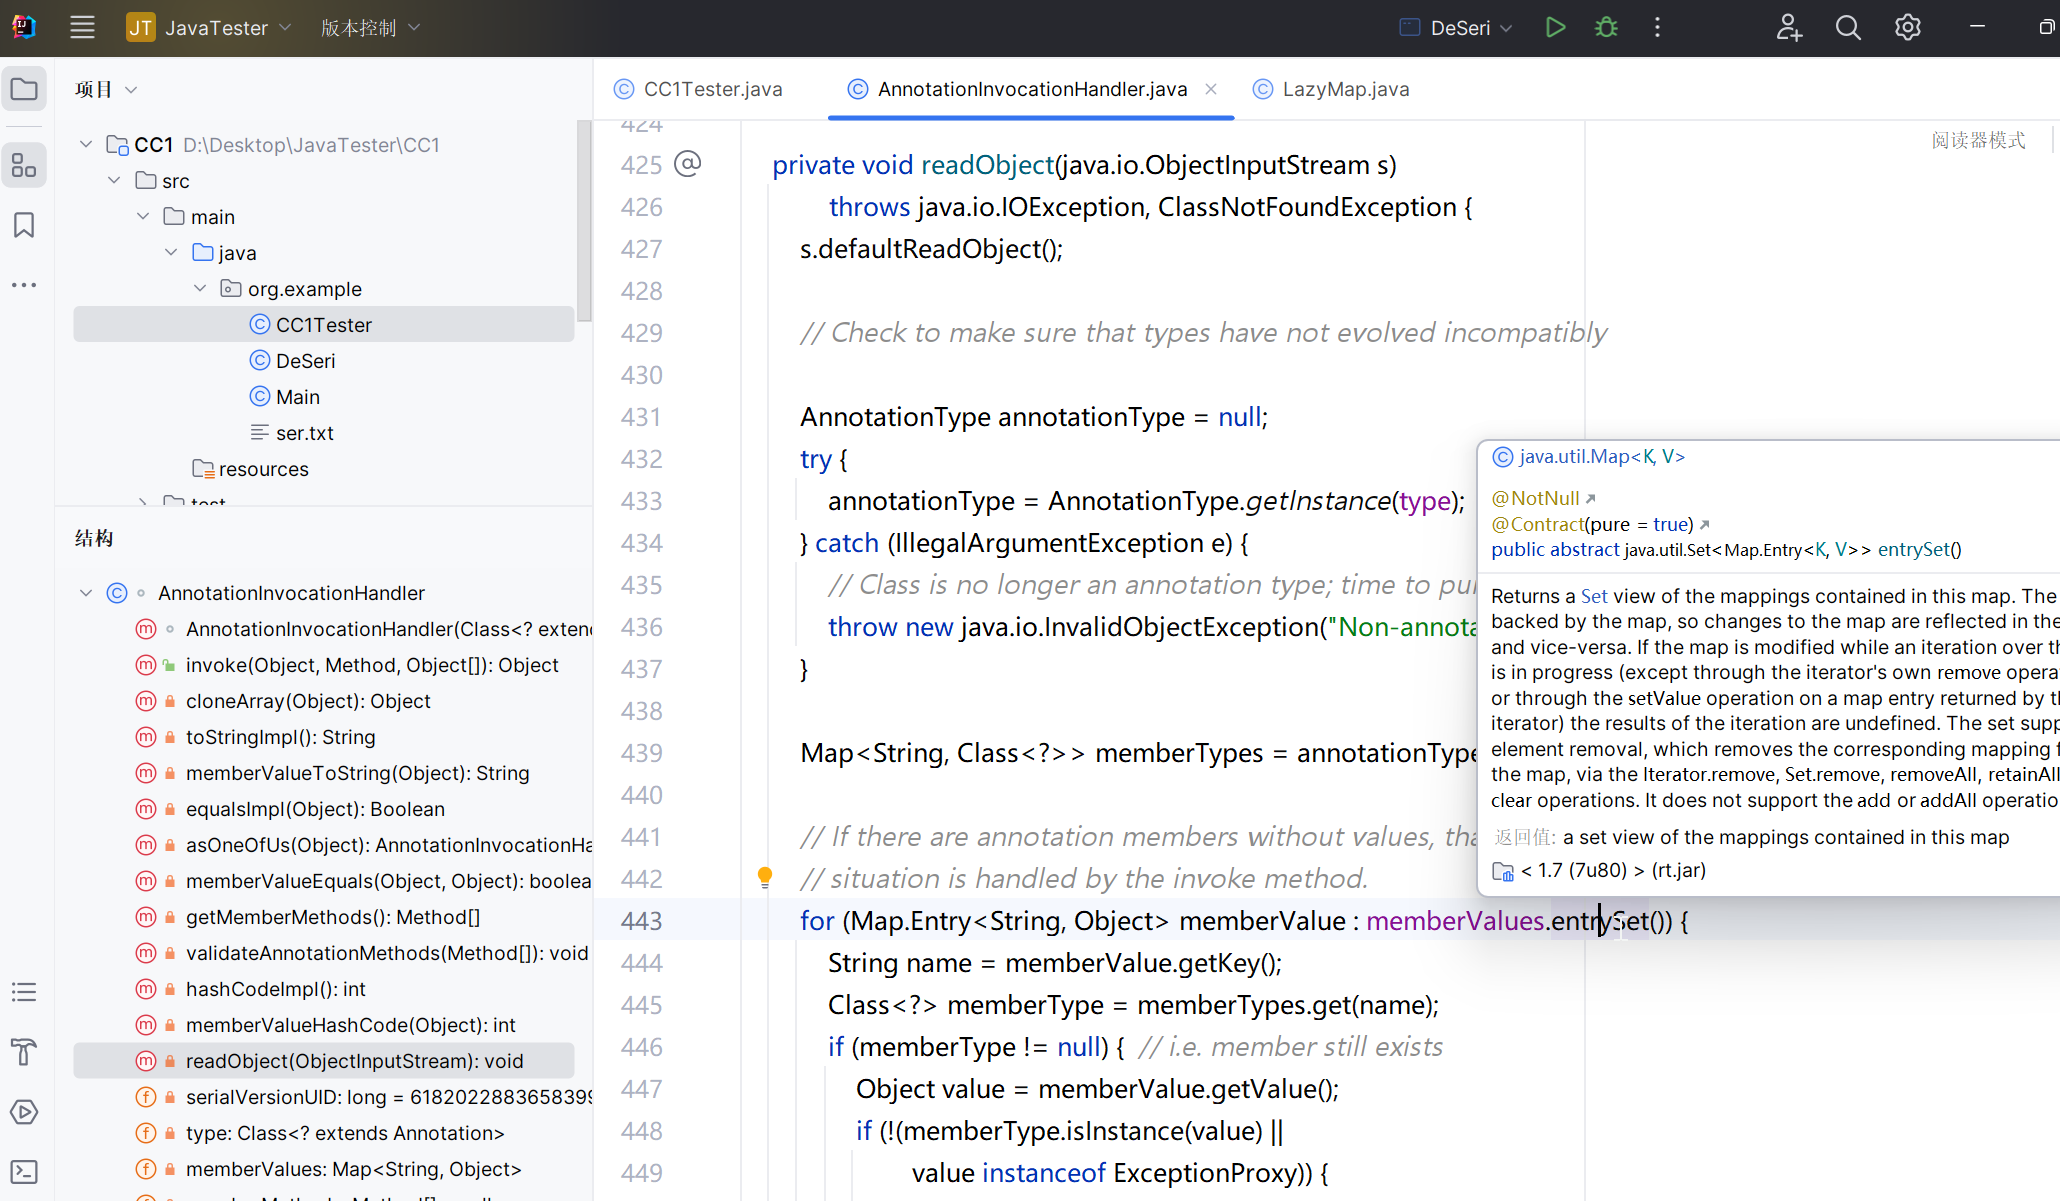 JT JavaTester 版本控制 DeSeri
项目
CC1 D:\Desktop\JavaTester\CC1
src
main
java
org.example
CC1Tester
DeSeri
Main
ser.txt
resources
test
结构
AnnotationInvocationHandler
AnnotationInvocationHandler(Class<? exten
invoke(Object, Method, Object[]): Object
cloneArray(Object): Object
toStringImpl(): String
memberValueToString(Object): String
equalsImpl(Object): Boolean
asOneOfUs(Object): AnnotationInvocationHa
memberValueEquals(Object, Object): boolea
getMemberMethods(): Method[]
validateAnnotationMethods(Method[]): void
hashCodeImpl(): int
memberValueHashCode(Object): int
readObject(ObjectInputStream): void
serialVersionUID: long = 6182022883658399
type: Class<? extends Annotation>
memberValues: Map<String, Object>
CC1Tester.java AnnotationInvocationHandler.java LazyMap.java
阅读器模式
424
425 @ private void readObject(java.io.ObjectInputStream s)
426 throws java.io.IOException, ClassNotFoundException {
427 s.defaultReadObject();
428
429 // Check to make sure that types have not evolved incompatibly
430
431 AnnotationType annotationType = null;
432 try {
433 annotationType = AnnotationType.getInstance(type);
434 } catch (IllegalArgumentException e) {
435 // Class is no longer an annotation type; time to pu
436 throw new java.io.InvalidObjectException("Non-annota
437 }
438
439 Map<String, Class<?>> memberTypes = annotationType
440
441 // If there are annotation members without values, tha
442 // situation is handled by the invoke method.
443 for (Map.Entry<String, Object> memberValue : memberValues.entrySet()) {
444 String name = memberValue.getKey();
445 Class<?> memberType = memberTypes.get(name);
446 if (memberType != null) { // i.e. member still exists
447 Object value = memberValue.getValue();
448 if (!(memberType.isInstance(value) ||
449 value instanceof ExceptionProxy)) {
java.util.Map<K, V>
@NotNull
@Contract(pure = true)
public abstract java.util.Set<Map.Entry<K, V>> entrySet()
Returns a Set view of the mappings contained in this map. The
backed by the map, so changes to the map are reflected in the
and vice-versa. If the map is modified while an iteration over th
is in progress (except through the iterator's own remove opera
or through the setValue operation on a map entry returned by t
iterator) the results of the iteration are undefined. The set supp
element removal, which removes the corresponding mapping f
the map, via the Iterator.remove, Set.remove, removeAll, retainAll
clear operations. It does not support the add or addAll operatio
返回值: a set view of the mappings contained in this map
< 1.7 (7u80) > (rt.jar)